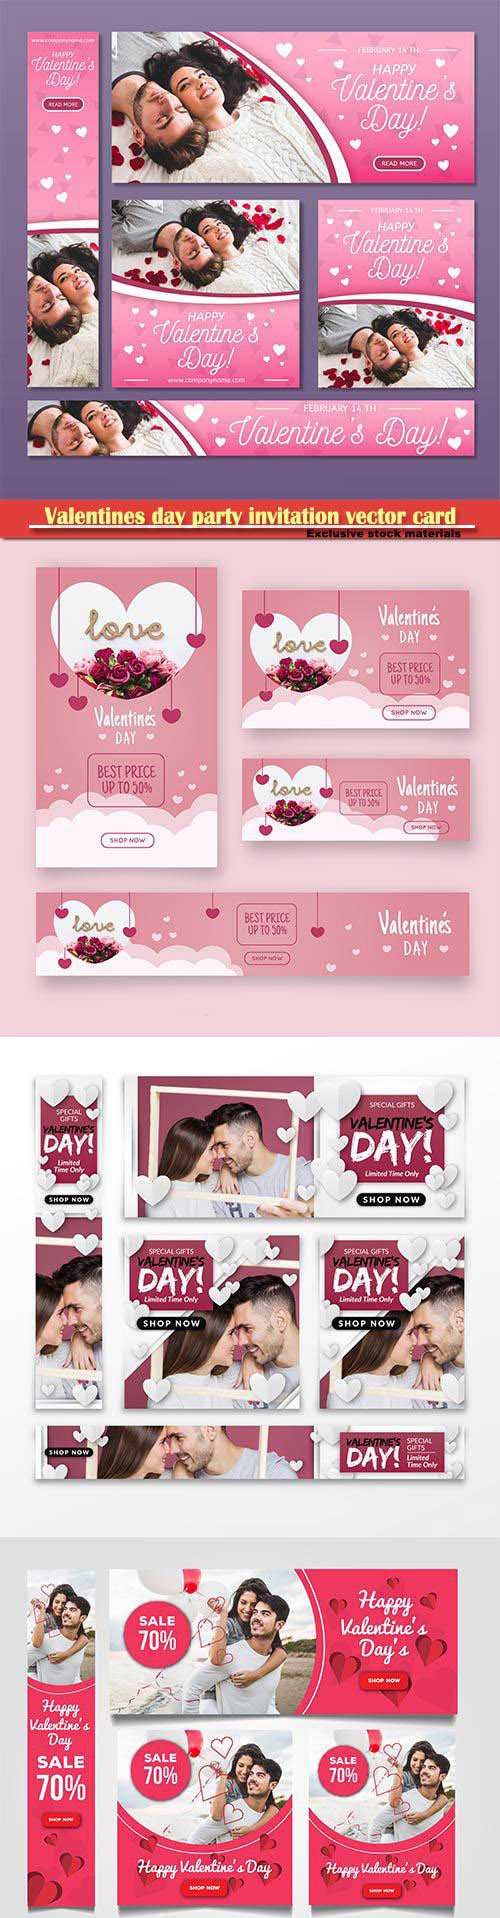 www.companyname.com
HAPPY
Valentine's
Day!
READ MORE
FEBRUARY 14 TH
HAPPY
Valentine's
Day!
READ MORE
HAPPY
Valentine's
Day!
www.companyname.com
FEBRUARY 14 TH
HAPPY
Valentine's
Day!
FEBRUARY 14 TH
Valentine's Day!
Valentines day party invitation vector card
Exclusive stock materials
love
Valentine's
DAY
BEST PRICE
UP TO 50%
SHOP NOW
love
Valentine's
DAY
BEST PRICE
UP TO 50%
SHOP NOW
love
BEST PRICE
UP TO 50%
Valentine's
DAY
SHOP NOW
love
BEST PRICE
UP TO 50%
SHOP NOW
Valentine's
DAY
SPECIAL GIFTS
VALENTINE'S
DAY!
Limited
Time Only
SHOP NOW
SPECIAL GIFTS
VALENTINE'S
DAY!
Limited Time Only
SHOP NOW
SPECIAL GIFTS
VALENTINE'S
DAY!
Limited Time Only
SHOP NOW
SPECIAL GIFTS
VALENTINE'S
DAY!
Limited Time Only
SHOP NOW
SHOP NOW
VALENTINE'S
DAY!
SPECIAL
GIFTS
Limited
Time Only
Happy
Valentine's
Day
SALE
70%
SHOP NOW
SALE
70%
Happy
Valentine's
Day's
SHOP NOW
SALE
70%
Happy Valentine's Day
SHOP NOW
SALE
70%
Happy Valentine's Day
SHOP NOW